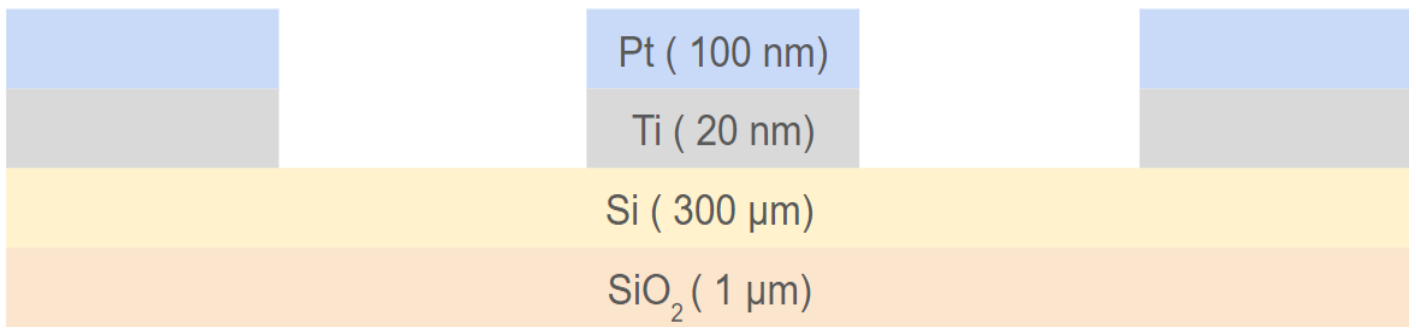 Pt ( 100 nm)
Ti ( 20 nm)
Si ( 300 μm)
SiO₂ ( 1 μm)